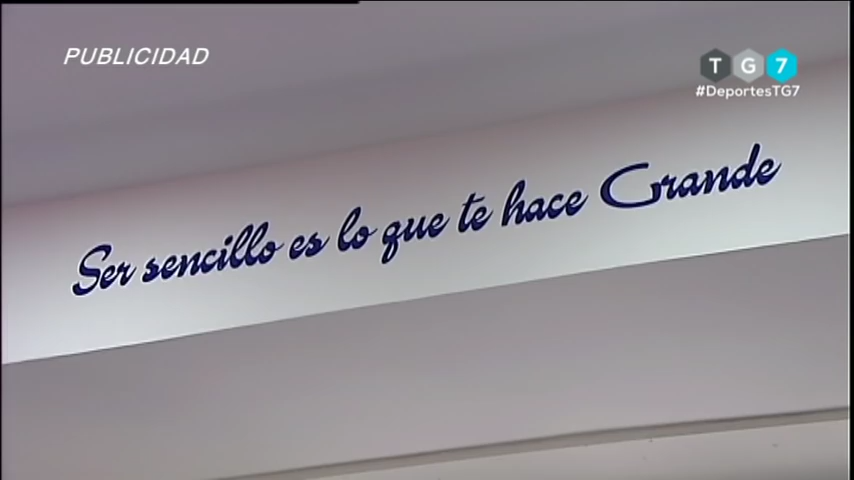 PUBLICIDAD
TG7
#DeportesTG7
Ser sencillo es lo que te hace Grande